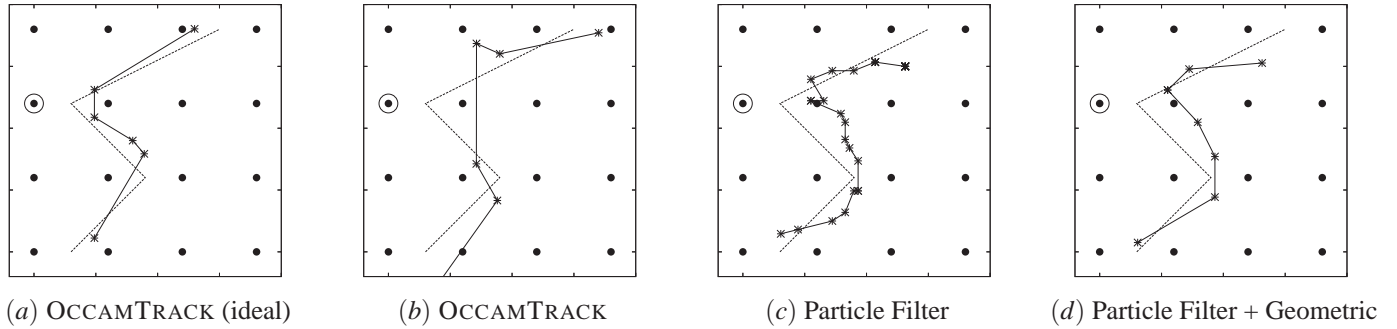 (a) OCCAMTRACK (ideal)
(b) OCCAMTRACK
(c) Particle Filter
(d) Particle Filter + Geometric